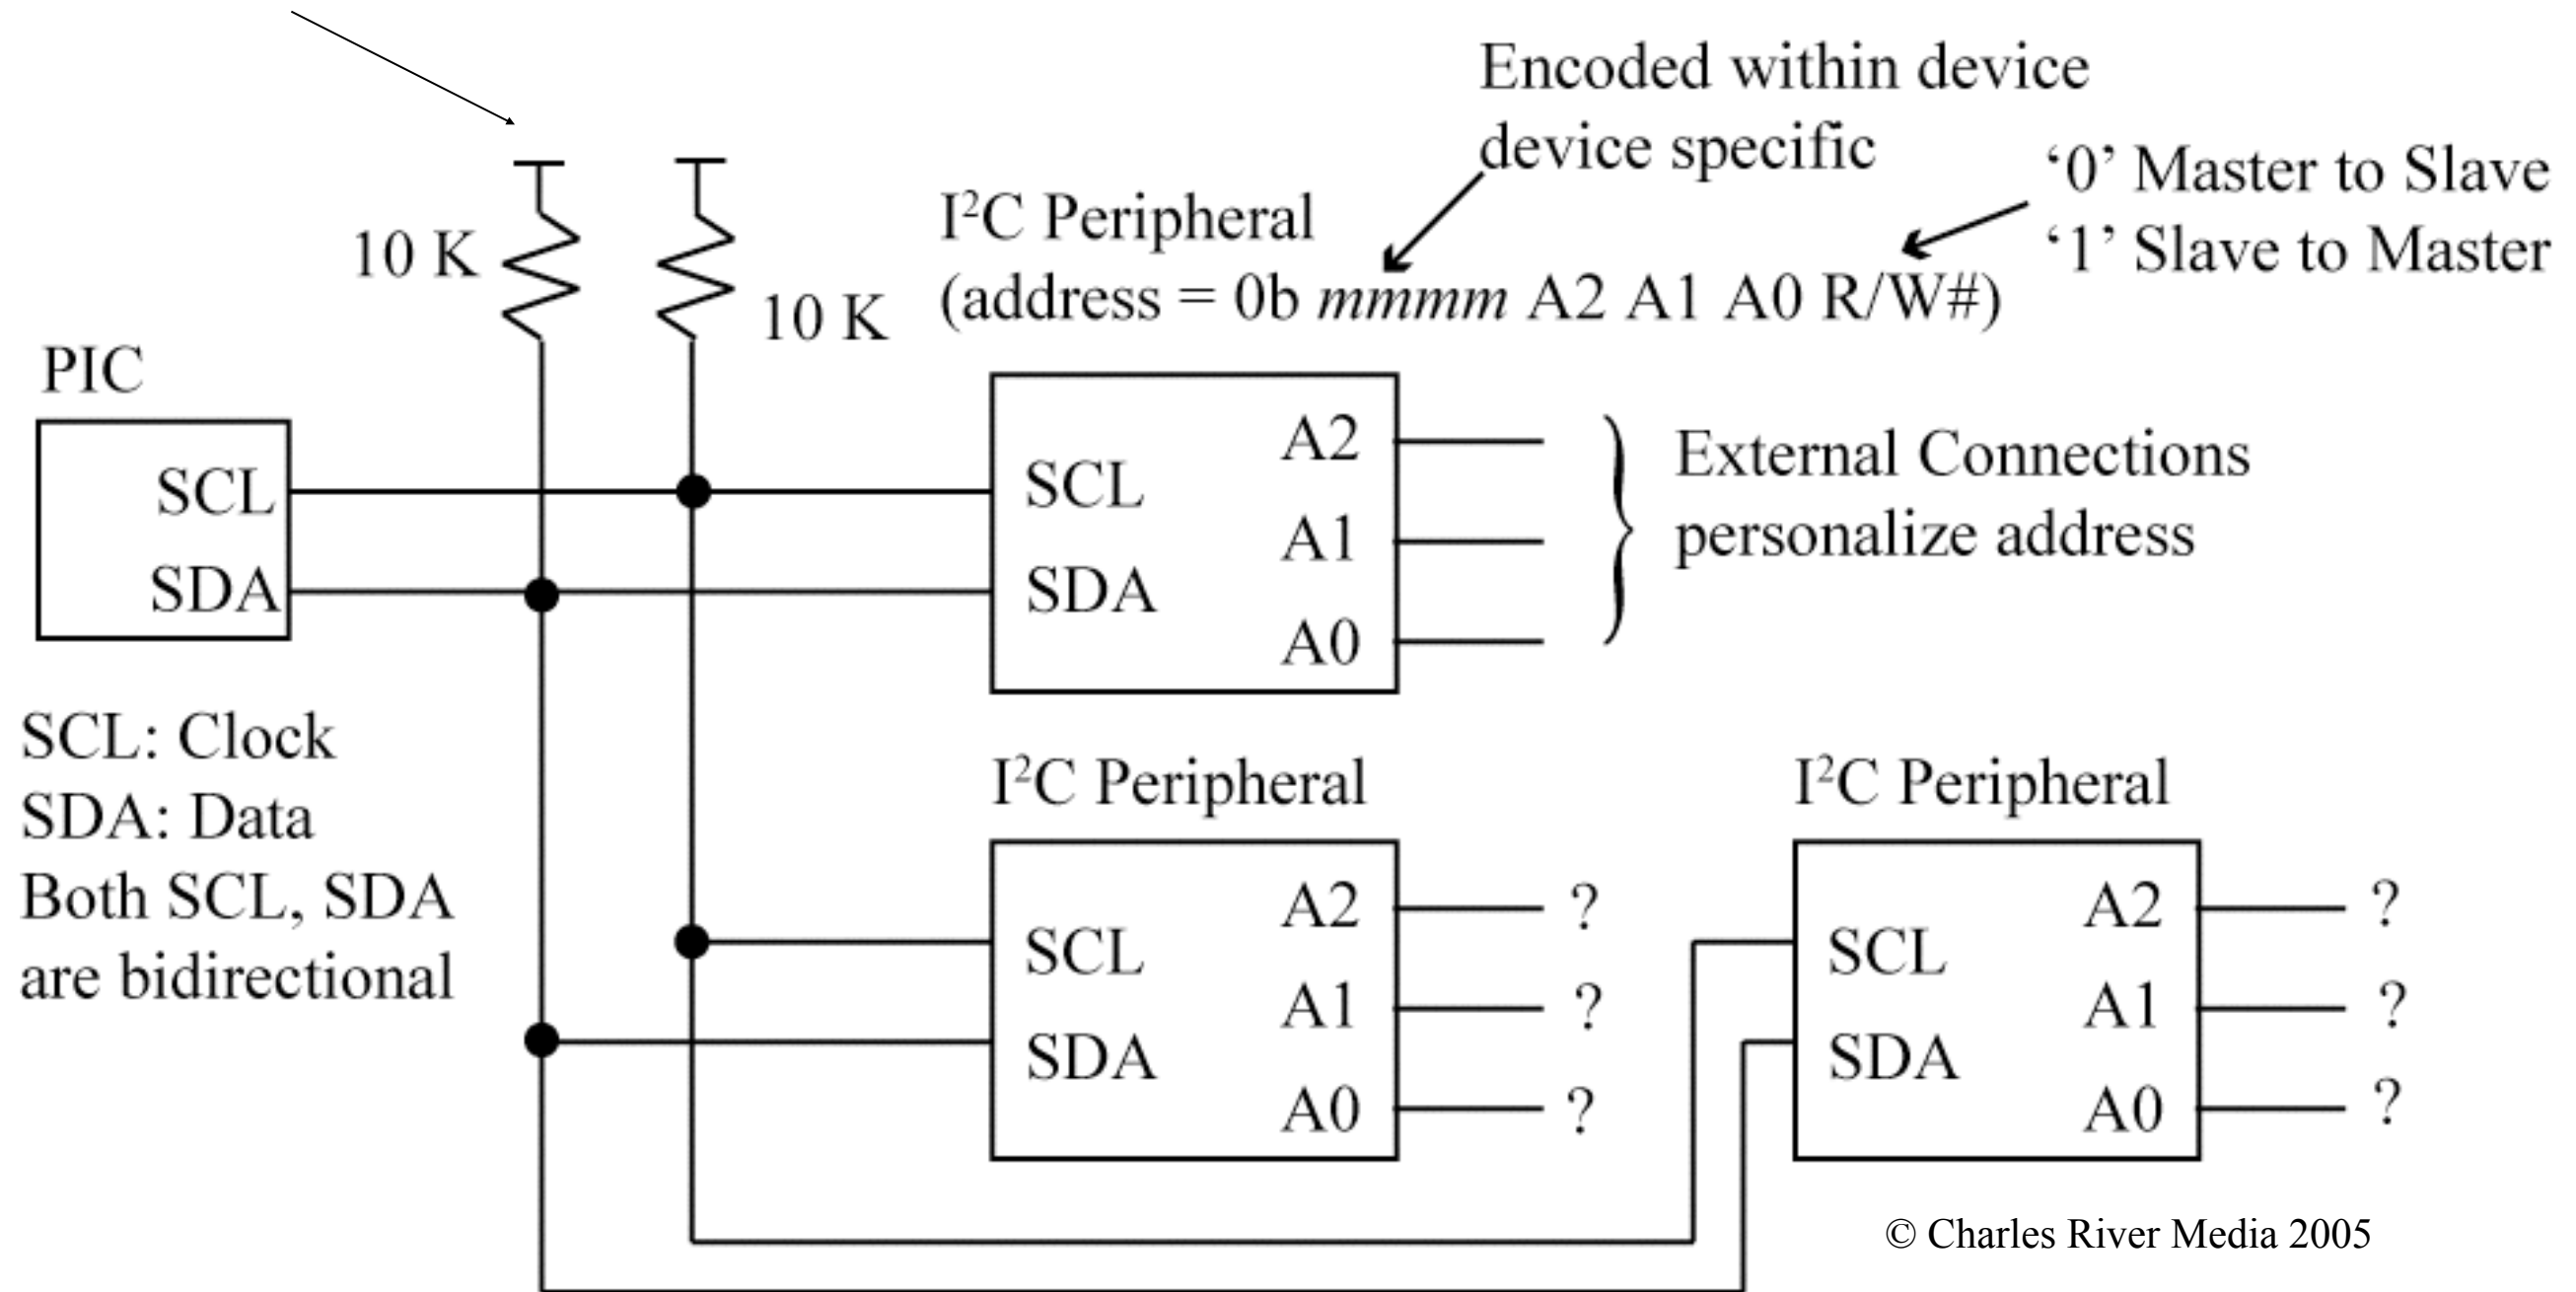 Encoded within device
device specific
‘0’ Master to Slave
‘1’ Slave to Master
I²C Peripheral
(address = 0b mmmm A2 A1 A0 R/W#)
10 K
10 K
PIC
SCL
SDA
SCL
SDA
A2
A1
A0
External Connections
personalize address
SCL: Clock
SDA: Data
Both SCL, SDA
are bidirectional
I²C Peripheral
SCL
SDA
A2 ?
A1 ?
A0 ?
I²C Peripheral
SCL
SDA
A2 ?
A1 ?
A0 ?
© Charles River Media 2005